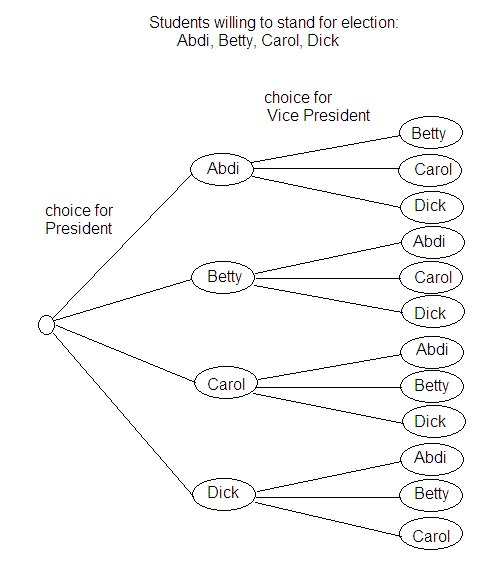 Students willing to stand for election:
Abdi, Betty, Carol, Dick
choice for
Vice President
choice for
President
Abdi
Betty
Carol
Dick
Betty
Abdi
Carol
Dick
Carol
Abdi
Betty
Dick
Dick
Abdi
Betty
Carol